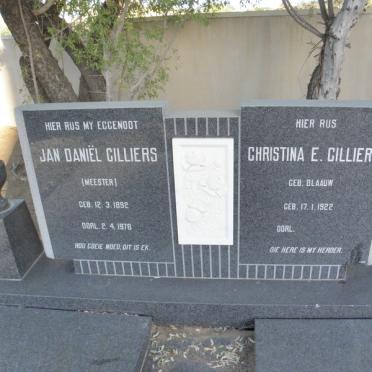 HIER RUS MY EGGENOOT
JAN DANIËL CILLIERS
(MEESTER)
GEB. 12.3.1892
OORL. 2.4.1978
HOU GOEIE MOED, DIT IS EK.
HIER RUS
CHRISTINA E. CILLIER
GEB. BLAAUW
GEB. 17.1.1922
OORL.
DIE HERE IS MY HERDER.